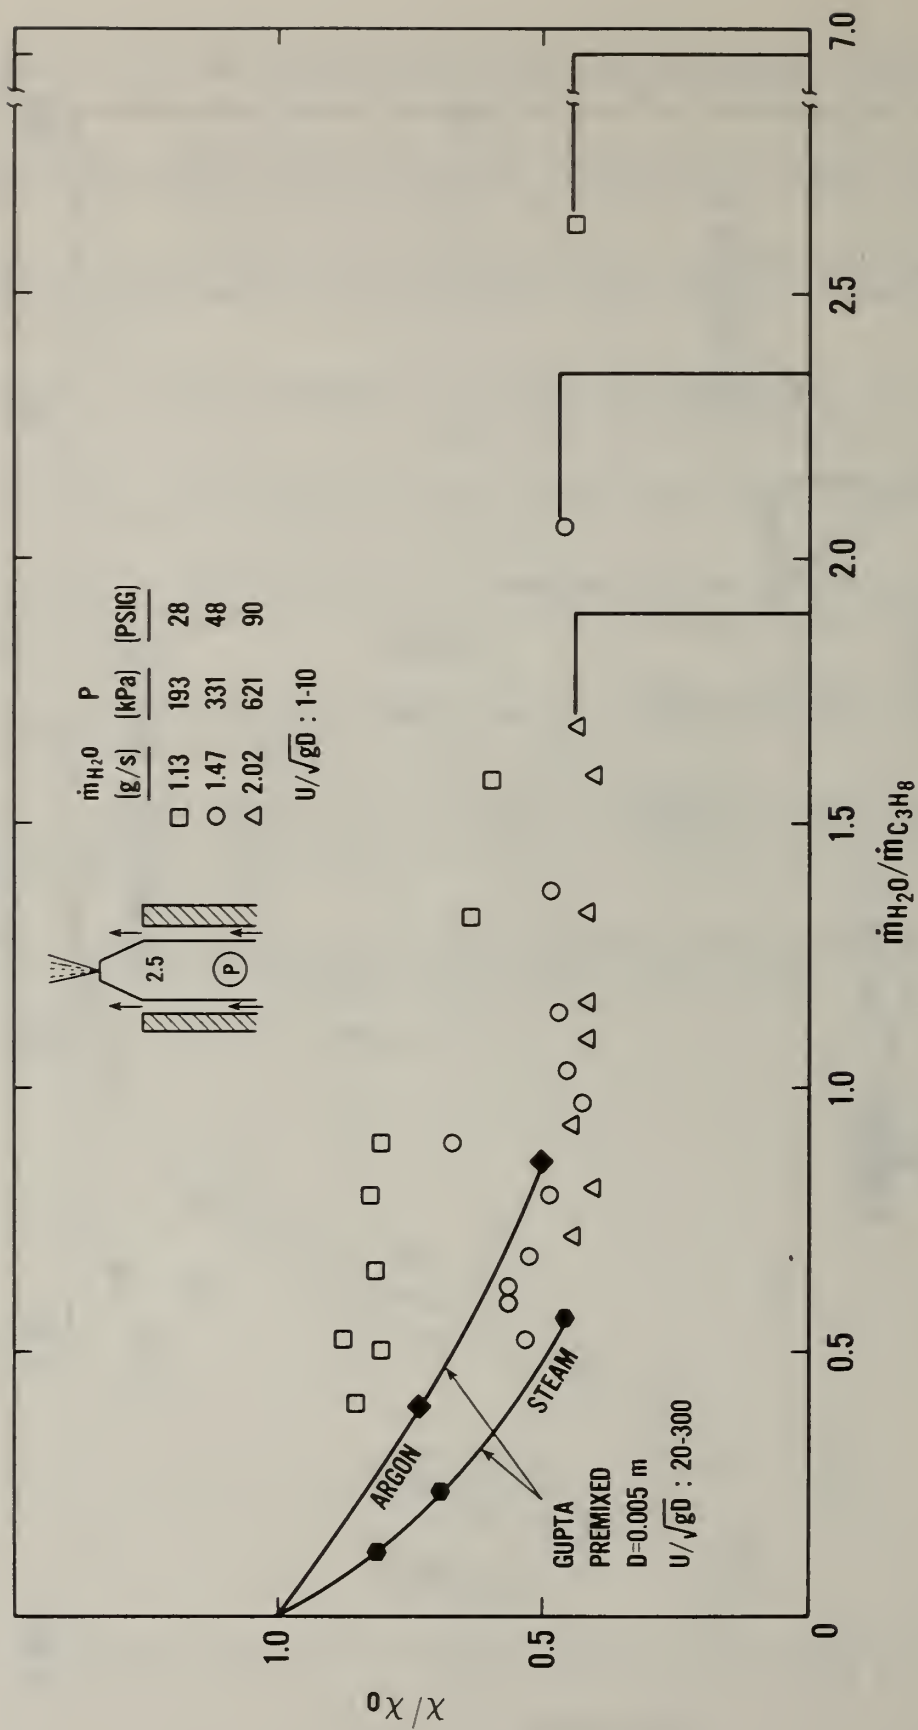 χ/χ₀
1.0
0.5
0
ṁH₂O P
(g/s) (kPa) (PSIG)
□ 1.13 193 28
○ 1.47 331 48
△ 2.02 621 90
U/√gD : 1-10
2.5
P
ARGON
STEAM
GUPTA
PREMIXED
D=0.005 m
U/√gD : 20-300
0.5
1.0
1.5
2.0
2.5
7.0
ṁH₂O/ṁC₃H₈